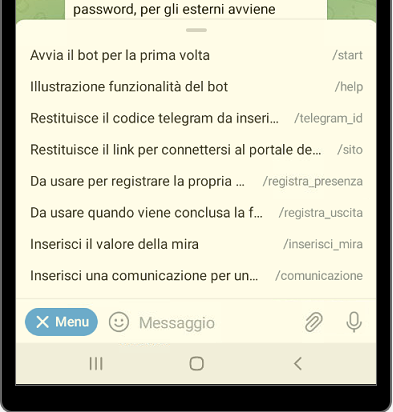 password, per gli esterni avviene
Avvia il bot per la prima volta /start
Illustrazione funzionalità del bot /help
Restituisce il codice telegram da inseri... /telegram_id
Restituisce il link per connettersi al portale de... /sito
Da usare per registrare la propria ... /registra_presenza
Da usare quando viene conclusa la f... /registra_uscita
Inserisci il valore della mira /inserisci_mira
Inserisci una comunicazione per un... /comunicazione
Menu Messaggio